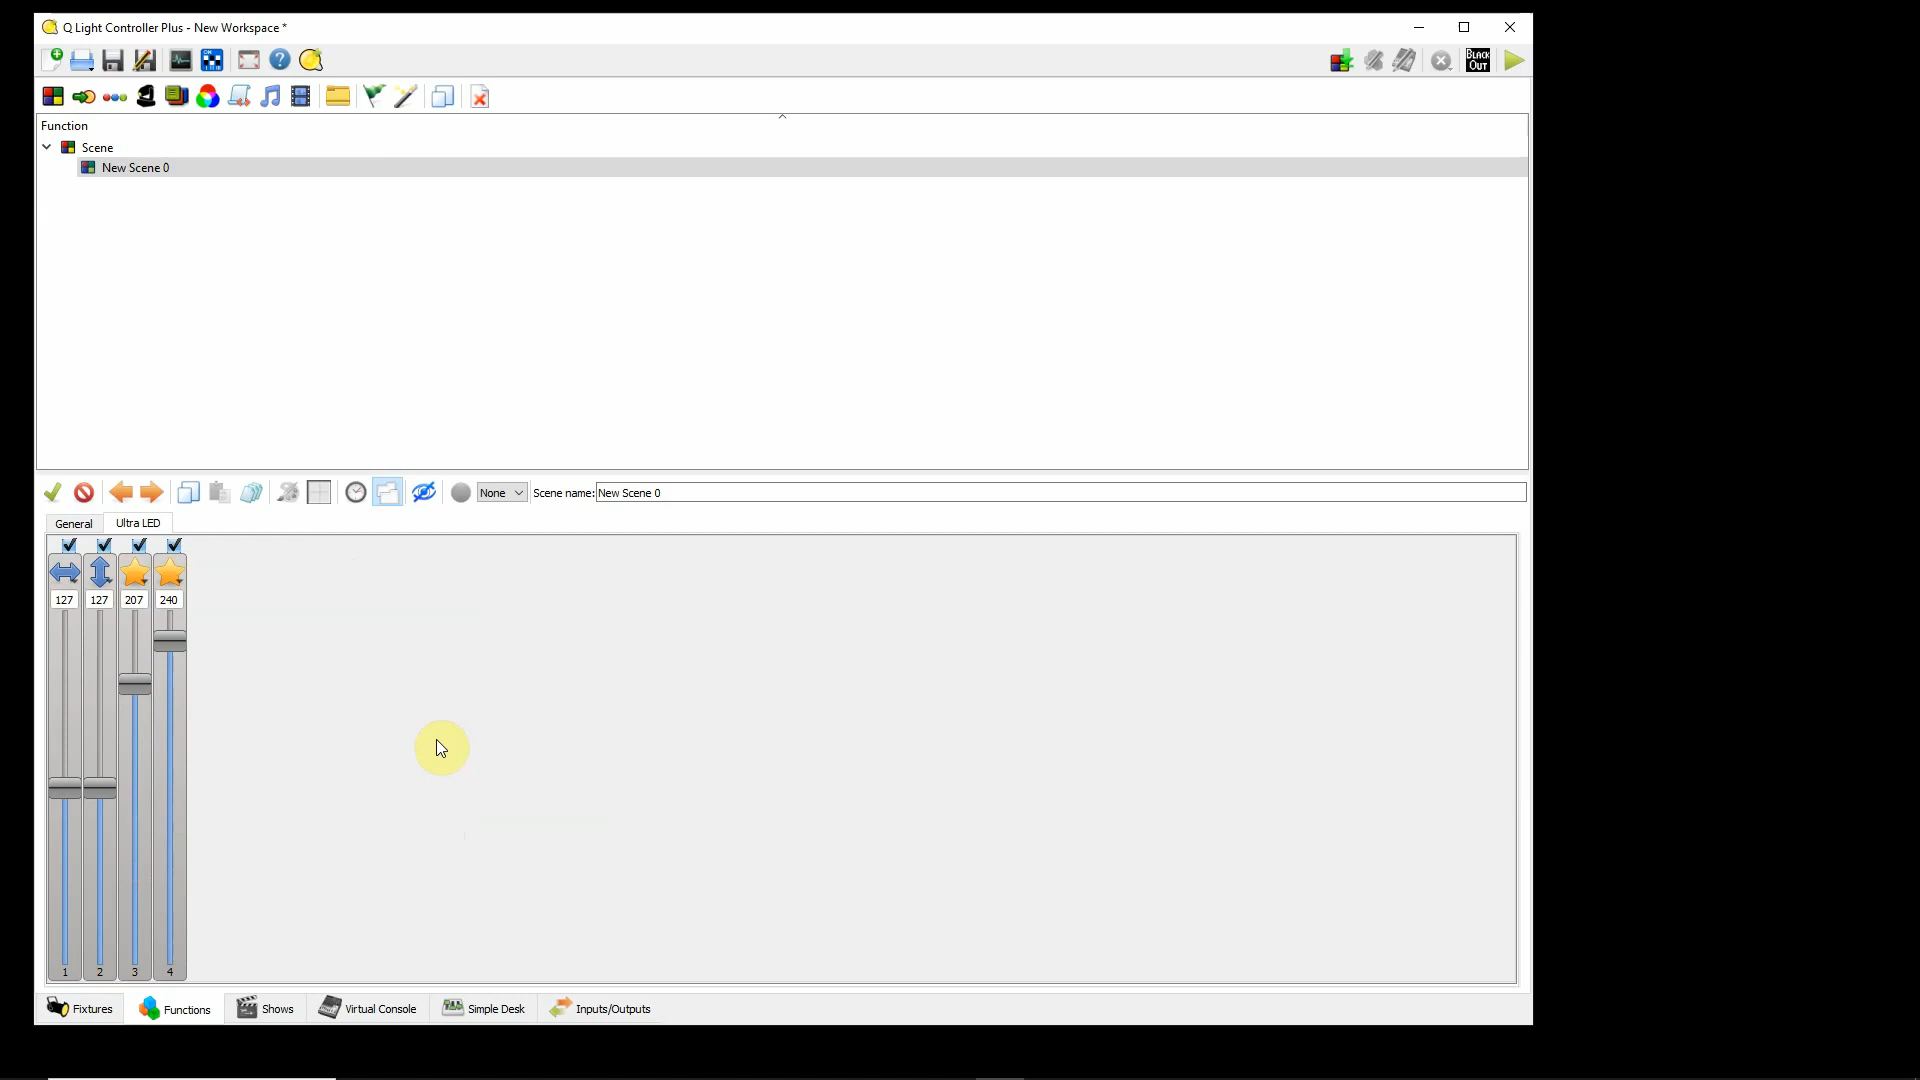 Q Light Controller Plus - New Workspace *
BLACK OUT
Function
Scene
New Scene 0
None Scene name: New Scene 0
General Ultra LED
127 127 207 240
1 2 3 4
Fixtures Functions Shows Virtual Console Simple Desk Inputs/Outputs